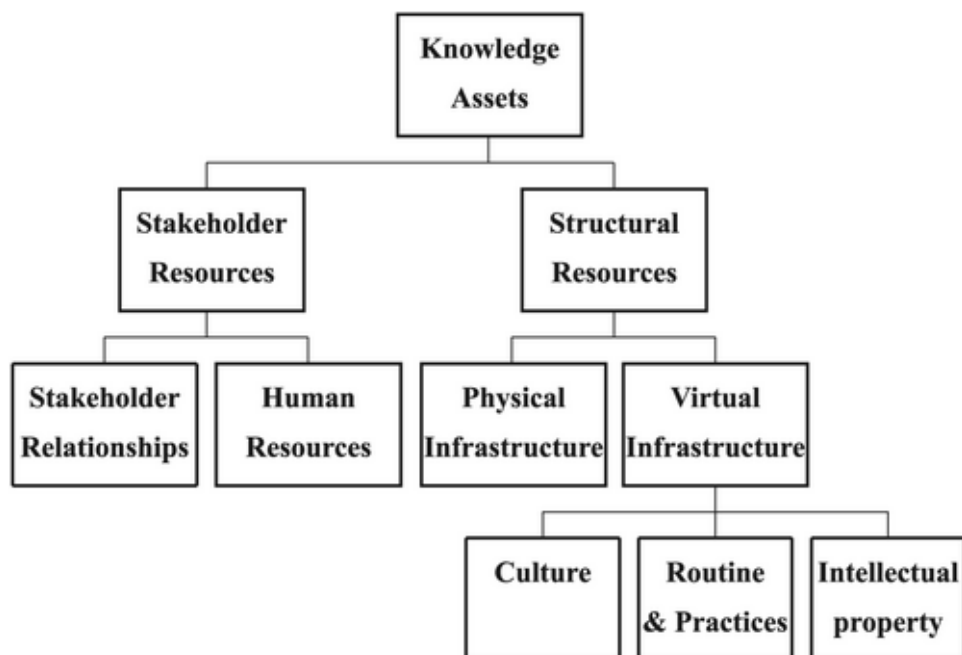 Knowledge
Assets
Stakeholder
Resources
Structural
Resources
Stakeholder
Relationships
Human
Resources
Physical
Infrastructure
Virtual
Infrastructure
Culture
Routine
& Practices
Intellectual
property